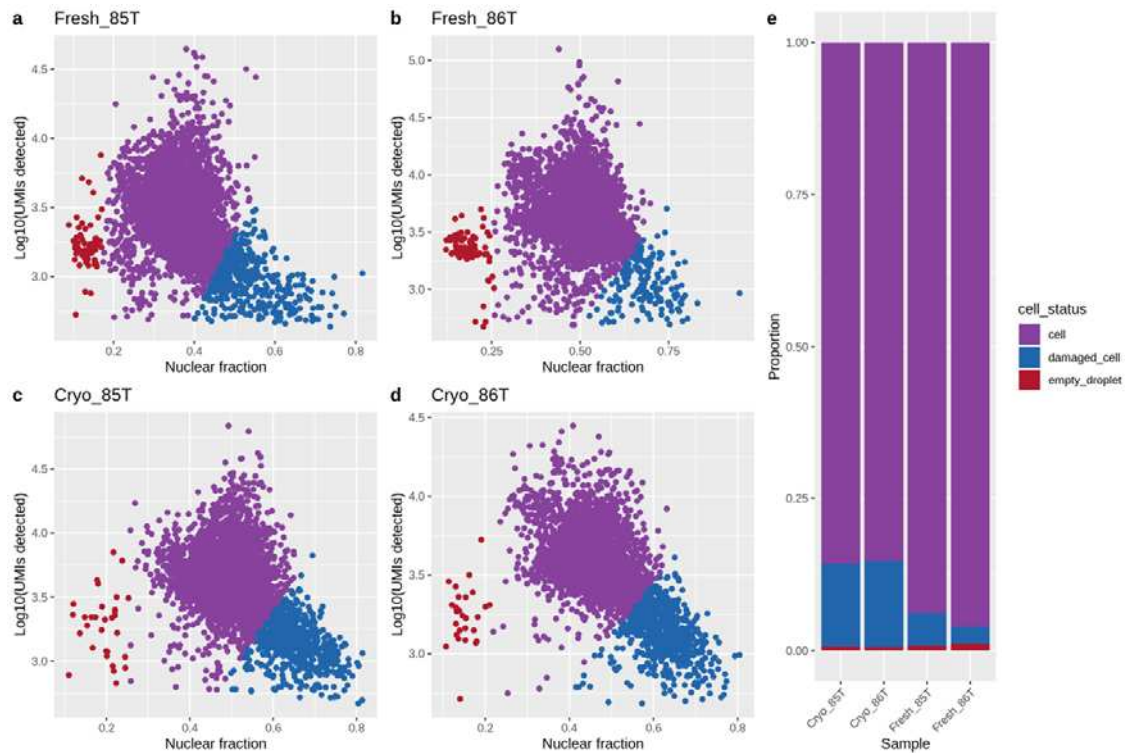 a Fresh_85T
Log10(UMIs detected)
4.5
4.0
3.5
3.0
0.2 0.4 0.6 0.8
Nuclear fraction
b Fresh_86T
Log10(UMIs detected)
5.0
4.5
4.0
3.5
3.0
0.25 0.50 0.75
Nuclear fraction
c Cryo_85T
Log10(UMIs detected)
4.5
4.0
3.5
3.0
0.2 0.4 0.6 0.8
Nuclear fraction
d Cryo_86T
Log10(UMIs detected)
4.5
4.0
3.5
3.0
0.2 0.4 0.6 0.8
Nuclear fraction
e
Proportion
1.00
0.75
0.50
0.25
0.00
Cryo_85T
Cryo_86T
Fresh_85T
Fresh_86T
Sample
cell_status
cell
damaged_cell
empty_droplet